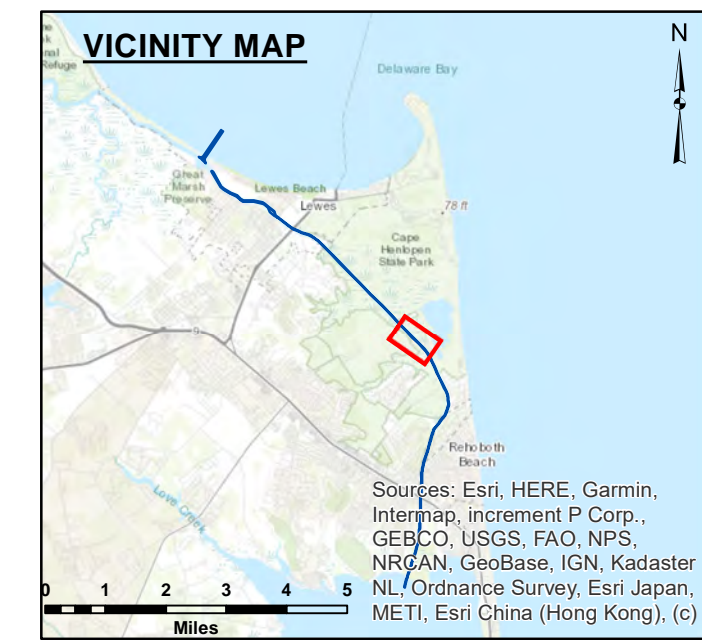 VICINITY MAP
N
Refuge
Delaware Bay
Great
Marsh
Preserve
Lewes Beach
Lewes
78 ft
Cape
Henlopen
State Park
9
Rehoboth
Beach
Love Creek
Sources: Esri, HERE, Garmin,
Intermap, increment P Corp.,
GEBCO, USGS, FAO, NPS,
NRCAN, GeoBase, IGN, Kadaster
NL, Ordnance Survey, Esri Japan,
METI, Esri China (Hong Kong), (c)
0 1 2 3 4 5
Miles